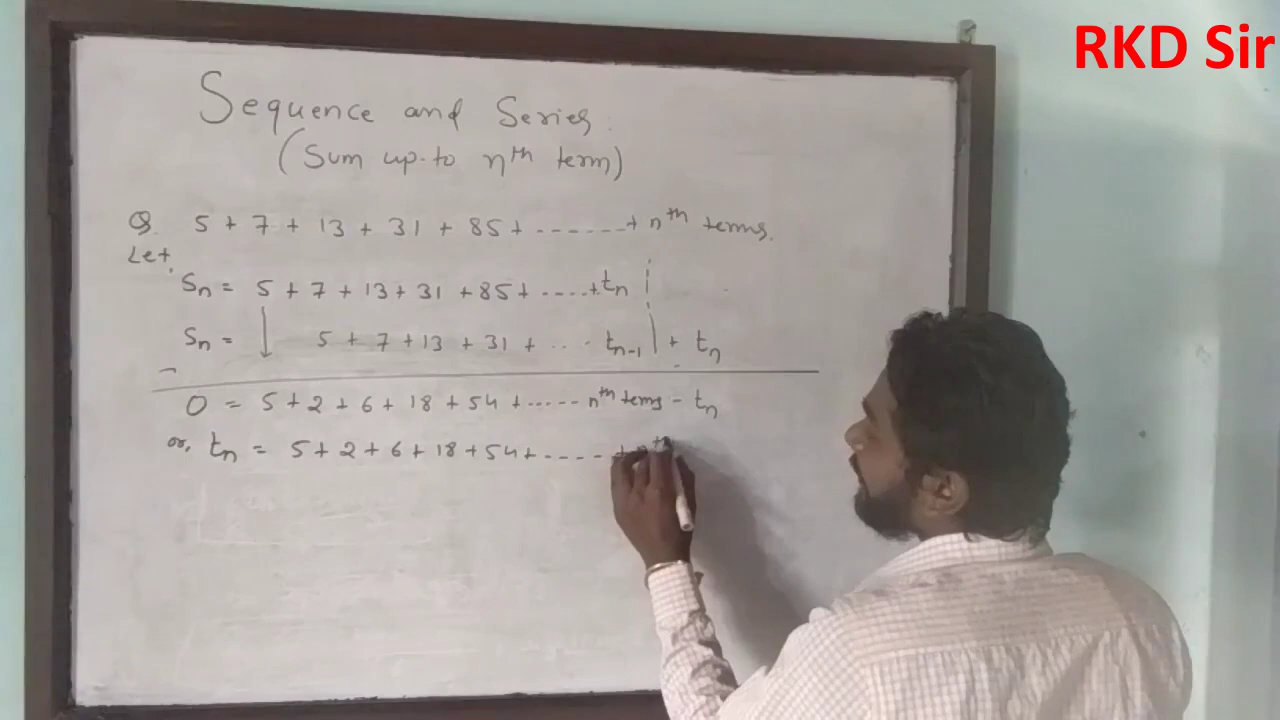 RKD Sir
Sequence and Series.
(Sum up-to nth term)
Q. 5 + 7 + 13 + 31 + 85 + ------- + nth terms.
Let,
Sn = 5 + 7 + 13 + 31 + 85 + ..... + tn
Sn = 5 + 7 + 13 + 31 + ... tn-1 + tn
0 = 5 + 2 + 6 + 18 + 54 + ...... nth terms - tn
or, tn = 5 + 2 + 6 + 18 + 54 + ------ +